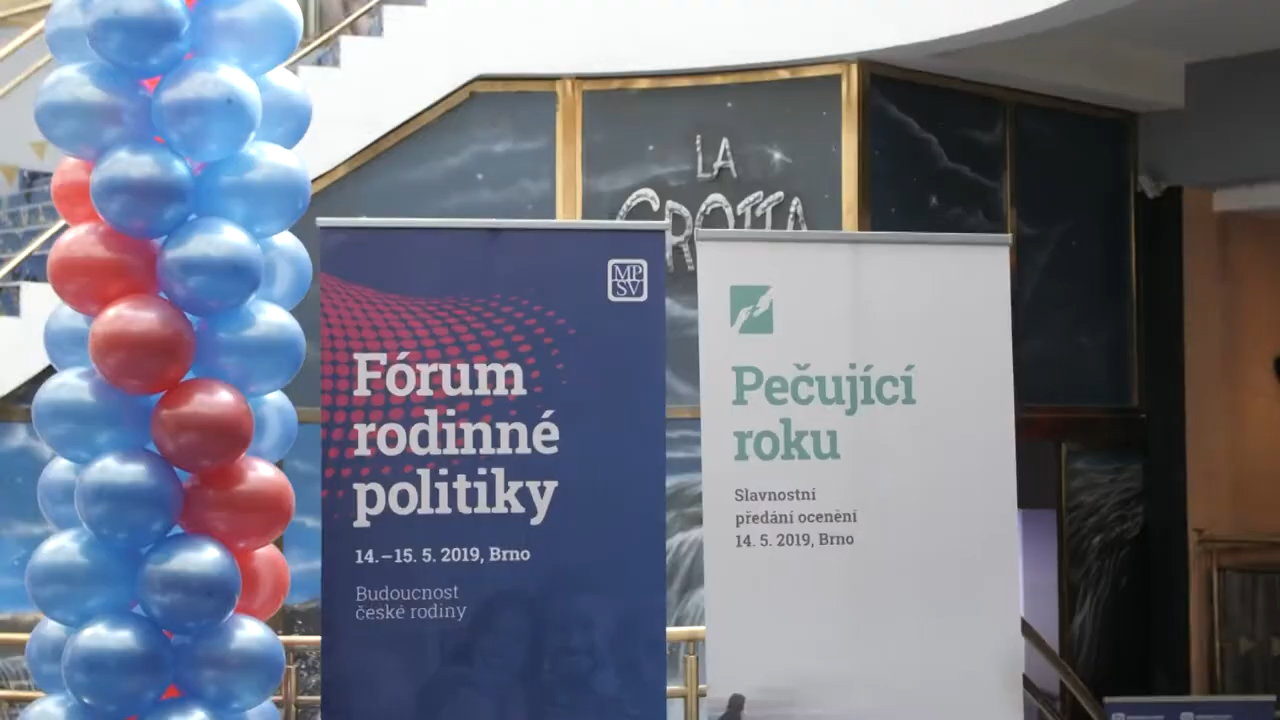 LA
GROTTA
MP
SV
Fórum
rodinné
politiky
14.–15. 5. 2019, Brno
Budoucnost
české rodiny
Pečující
roku
Slavnostní
předání ocenění
14. 5. 2019, Brno